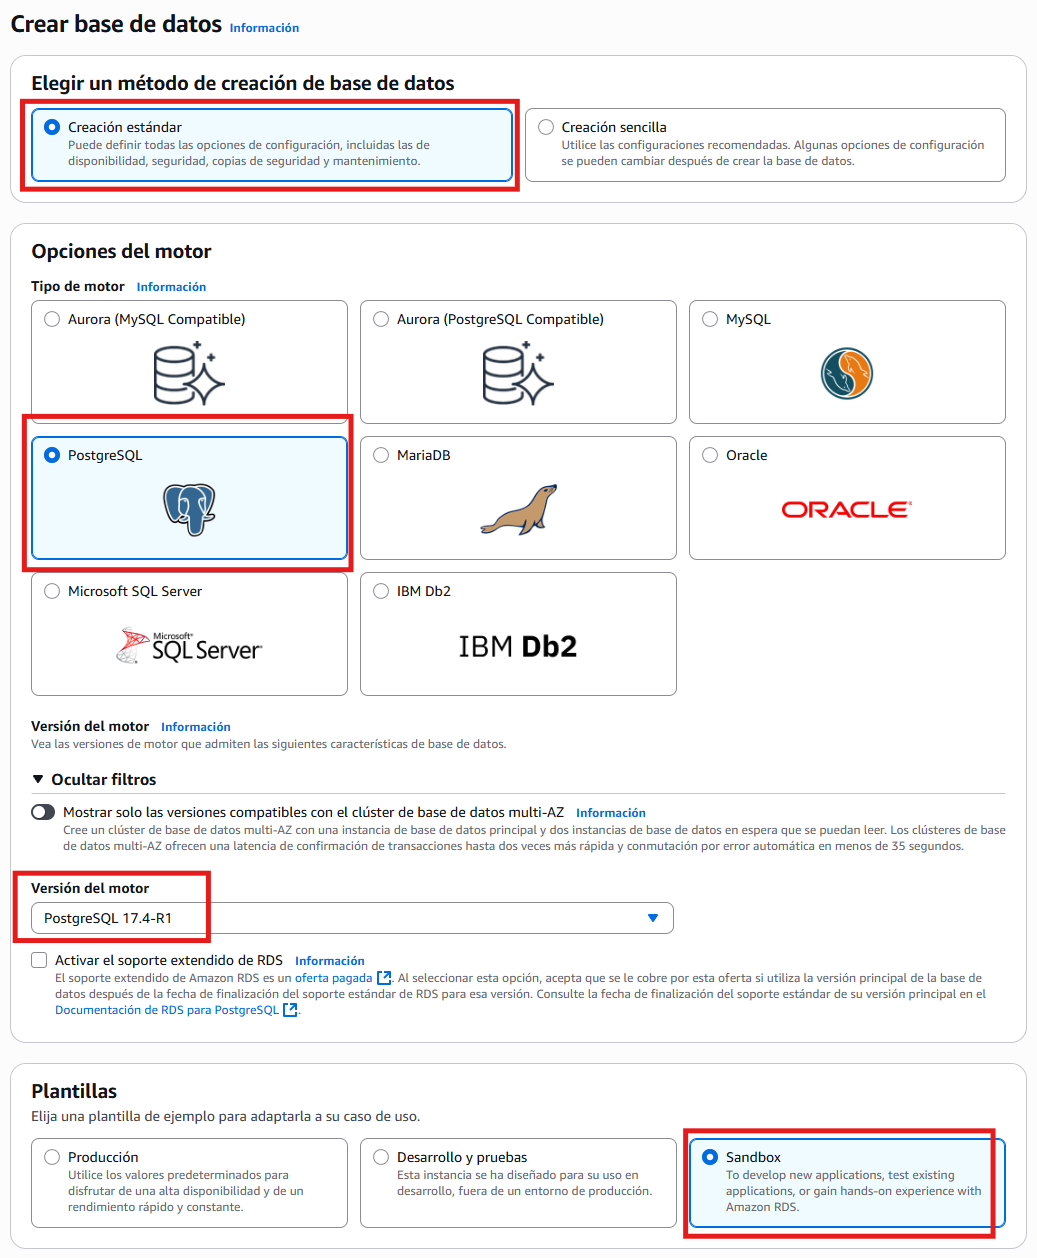 Crear base de datos Información
Elegir un método de creación de base de datos
Creación estándar
Puede definir todas las opciones de configuración, incluidas las de
disponibilidad, seguridad, copias de seguridad y mantenimiento.
Creación sencilla
Utilice las configuraciones recomendadas. Algunas opciones de configuración
se pueden cambiar después de crear la base de datos.
Opciones del motor
Tipo de motor Información
Aurora (MySQL Compatible)
Aurora (PostgreSQL Compatible)
MySQL
PostgreSQL
MariaDB
Oracle
ORACLE
Microsoft SQL Server
Microsoft
SQL Server
IBM Db2
IBM Db2
Versión del motor Información
Vea las versiones de motor que admiten las siguientes características de base de datos.
Ocultar filtros
Mostrar solo las versiones compatibles con el clúster de base de datos multi-AZ Información
Cree un clúster de base de datos multi-AZ con una instancia de base de datos principal y dos instancias de base de datos en espera que se puedan leer. Los clústeres de base
de datos multi-AZ ofrecen una latencia de confirmación de transacciones hasta dos veces más rápida y conmutación por error automática en menos de 35 segundos.
Versión del motor
PostgreSQL 17.4-R1
Activar el soporte extendido de RDS Información
El soporte extendido de Amazon RDS es un oferta pagada. Al seleccionar esta opción, acepta que se le cobre por esta oferta si utiliza la versión principal de la base de
datos después de la fecha de finalización del soporte estándar de RDS para esa versión. Consulte la fecha de finalización del soporte estándar de su versión principal en el
Documentación de RDS para PostgreSQL.
Plantillas
Elija una plantilla de ejemplo para adaptarla a su caso de uso.
Producción
Utilice los valores predeterminados para
disfrutar de una alta disponibilidad y de un
rendimiento rápido y constante.
Desarrollo y pruebas
Esta instancia se ha diseñado para su uso en
desarrollo, fuera de un entorno de producción.
Sandbox
To develop new applications, test existing
applications, or gain hands-on experience with
Amazon RDS.